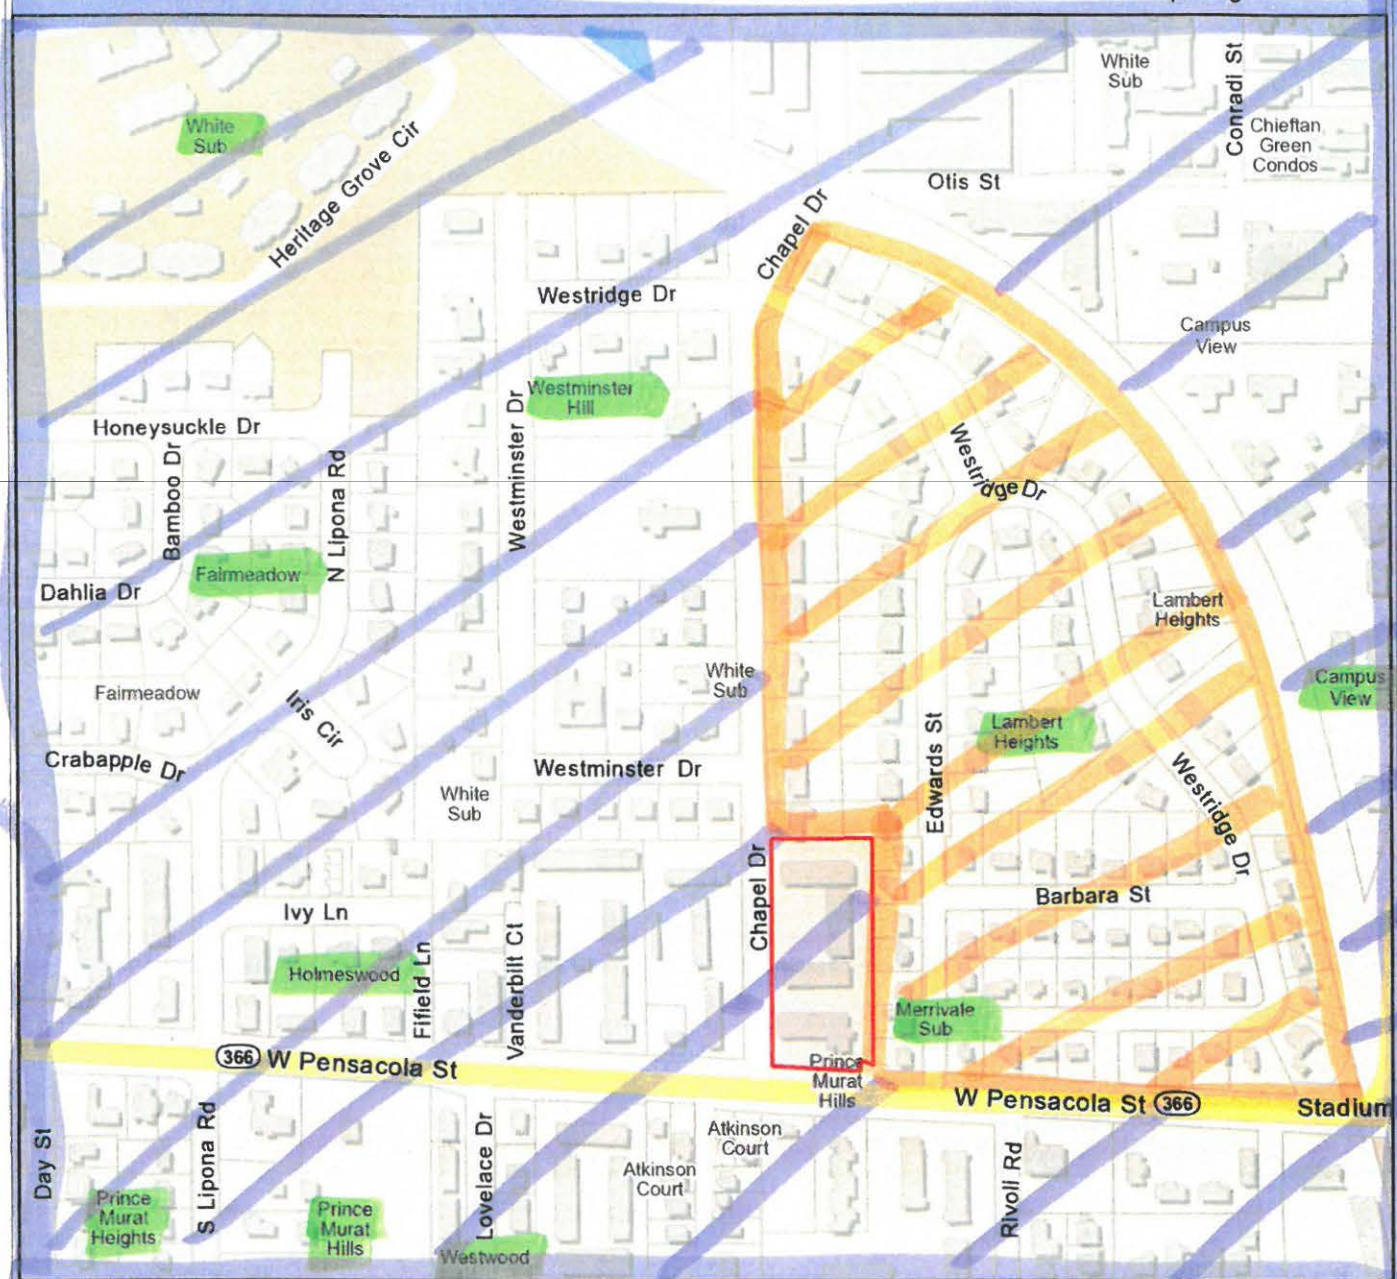 White
Sub
Conradi St
White
Sub
Heritage Grove Cir
Chieftan
Green
Condos
Otis St
Chapel Dr
Westridge Dr
Campus
View
Westminster
Hill
Honeysuckle Dr
Westminster Dr
Bamboo Dr
N Lipona Rd
Westridge Dr
Fairmeadow
Dahlia Dr
Lambert
Heights
White
Sub
Campus
View
Fairmeadow
Iris Cir
Lambert
Heights
Edwards St
Crabapple Dr
Westminster Dr
Westridge Dr
White
Sub
Chapel Dr
Barbara St
Ivy Ln
Holmeswood
Fifield Ln
Vanderbilt Ct
Merrivale
Sub
366 W Pensacola St
Prince
Murat
Hills
W Pensacola St 366
Stadium
Day St
S Lipona Rd
Lovelace Dr
Atkinson
Court
Atkinson
Court
Rivoli Rd
Prince
Murat
Heights
Prince
Murat
Hills
Westwood